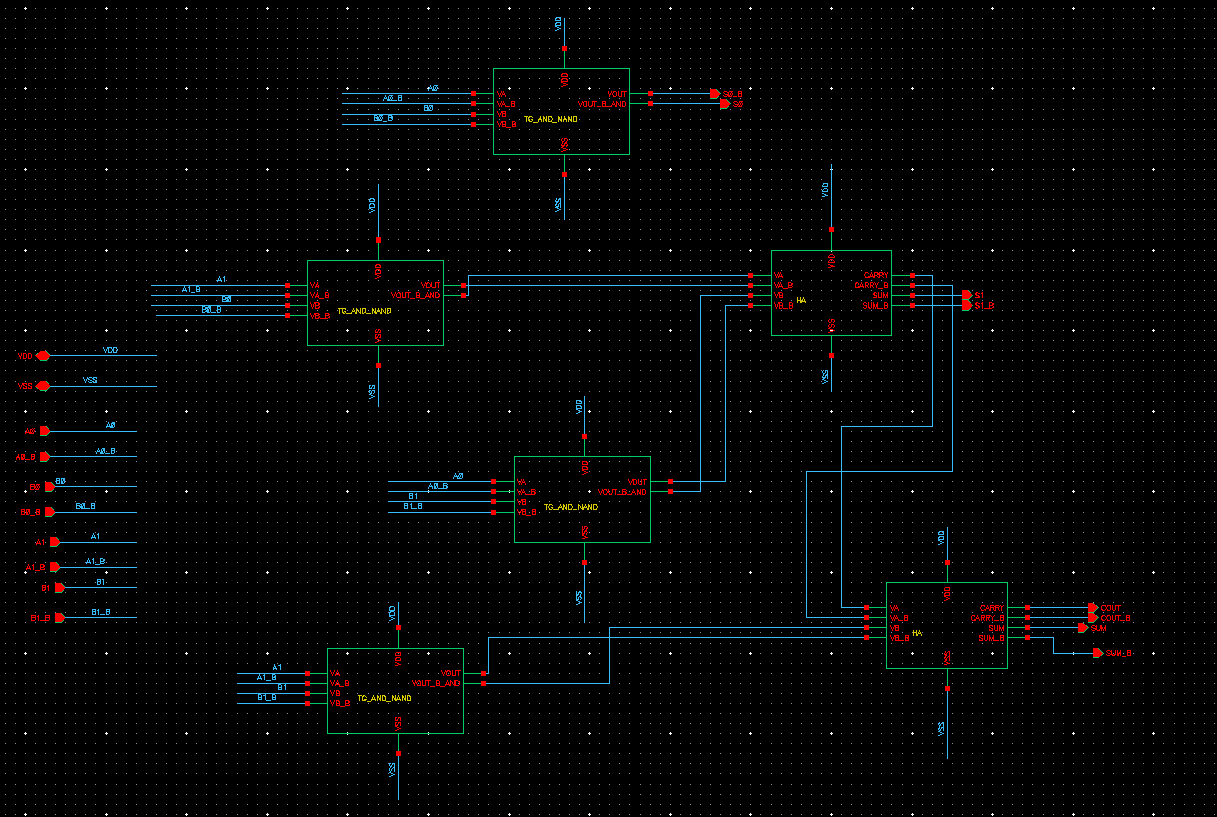 VDD
VDD
A0
VA
VOUT
S0_B
A0_B
VA_B
VOUT_B_AND
S0
B0
VB
B0_B
VB_B
TG_AND_NAND
VSS
VSS
VDD
VDD
A1
VA
VOUT
A1_B
VA_B
VOUT_B_AND
B0
VB
B0_B
VB_B
TG_AND_NAND
VSS
VSS
VDD
VDD
VA
CARRY
VA_B
CARRY_B
VB
HA
SUM
S1
VB_B
SUM_B
S1_B
VSS
VSS
VDD
VDD
VSS
VSS
A0
A0
A0_B
A0_B
B0
B0
B0_B
B0_B
A1
A1
A1_B
A1_B
B1
B1
B1_B
B1_B
VDD
VDD
A0
VA
VOUT
A0_B
VA_B
VOUT_B_AND
B1
VB
B1_B
VB_B
TG_AND_NAND
VSS
VSS
VDD
VDD
A1
VA
VOUT
A1_B
VA_B
VOUT_B_AND
B1
VB
B1_B
VB_B
TG_AND_NAND
VSS
VSS
VDD
VDD
VA
CARRY
COUT
VA_B
CARRY_B
COUT_B
VB
HA
SUM
SUM
VB_B
SUM_B
SUM_B
VSS
VSS